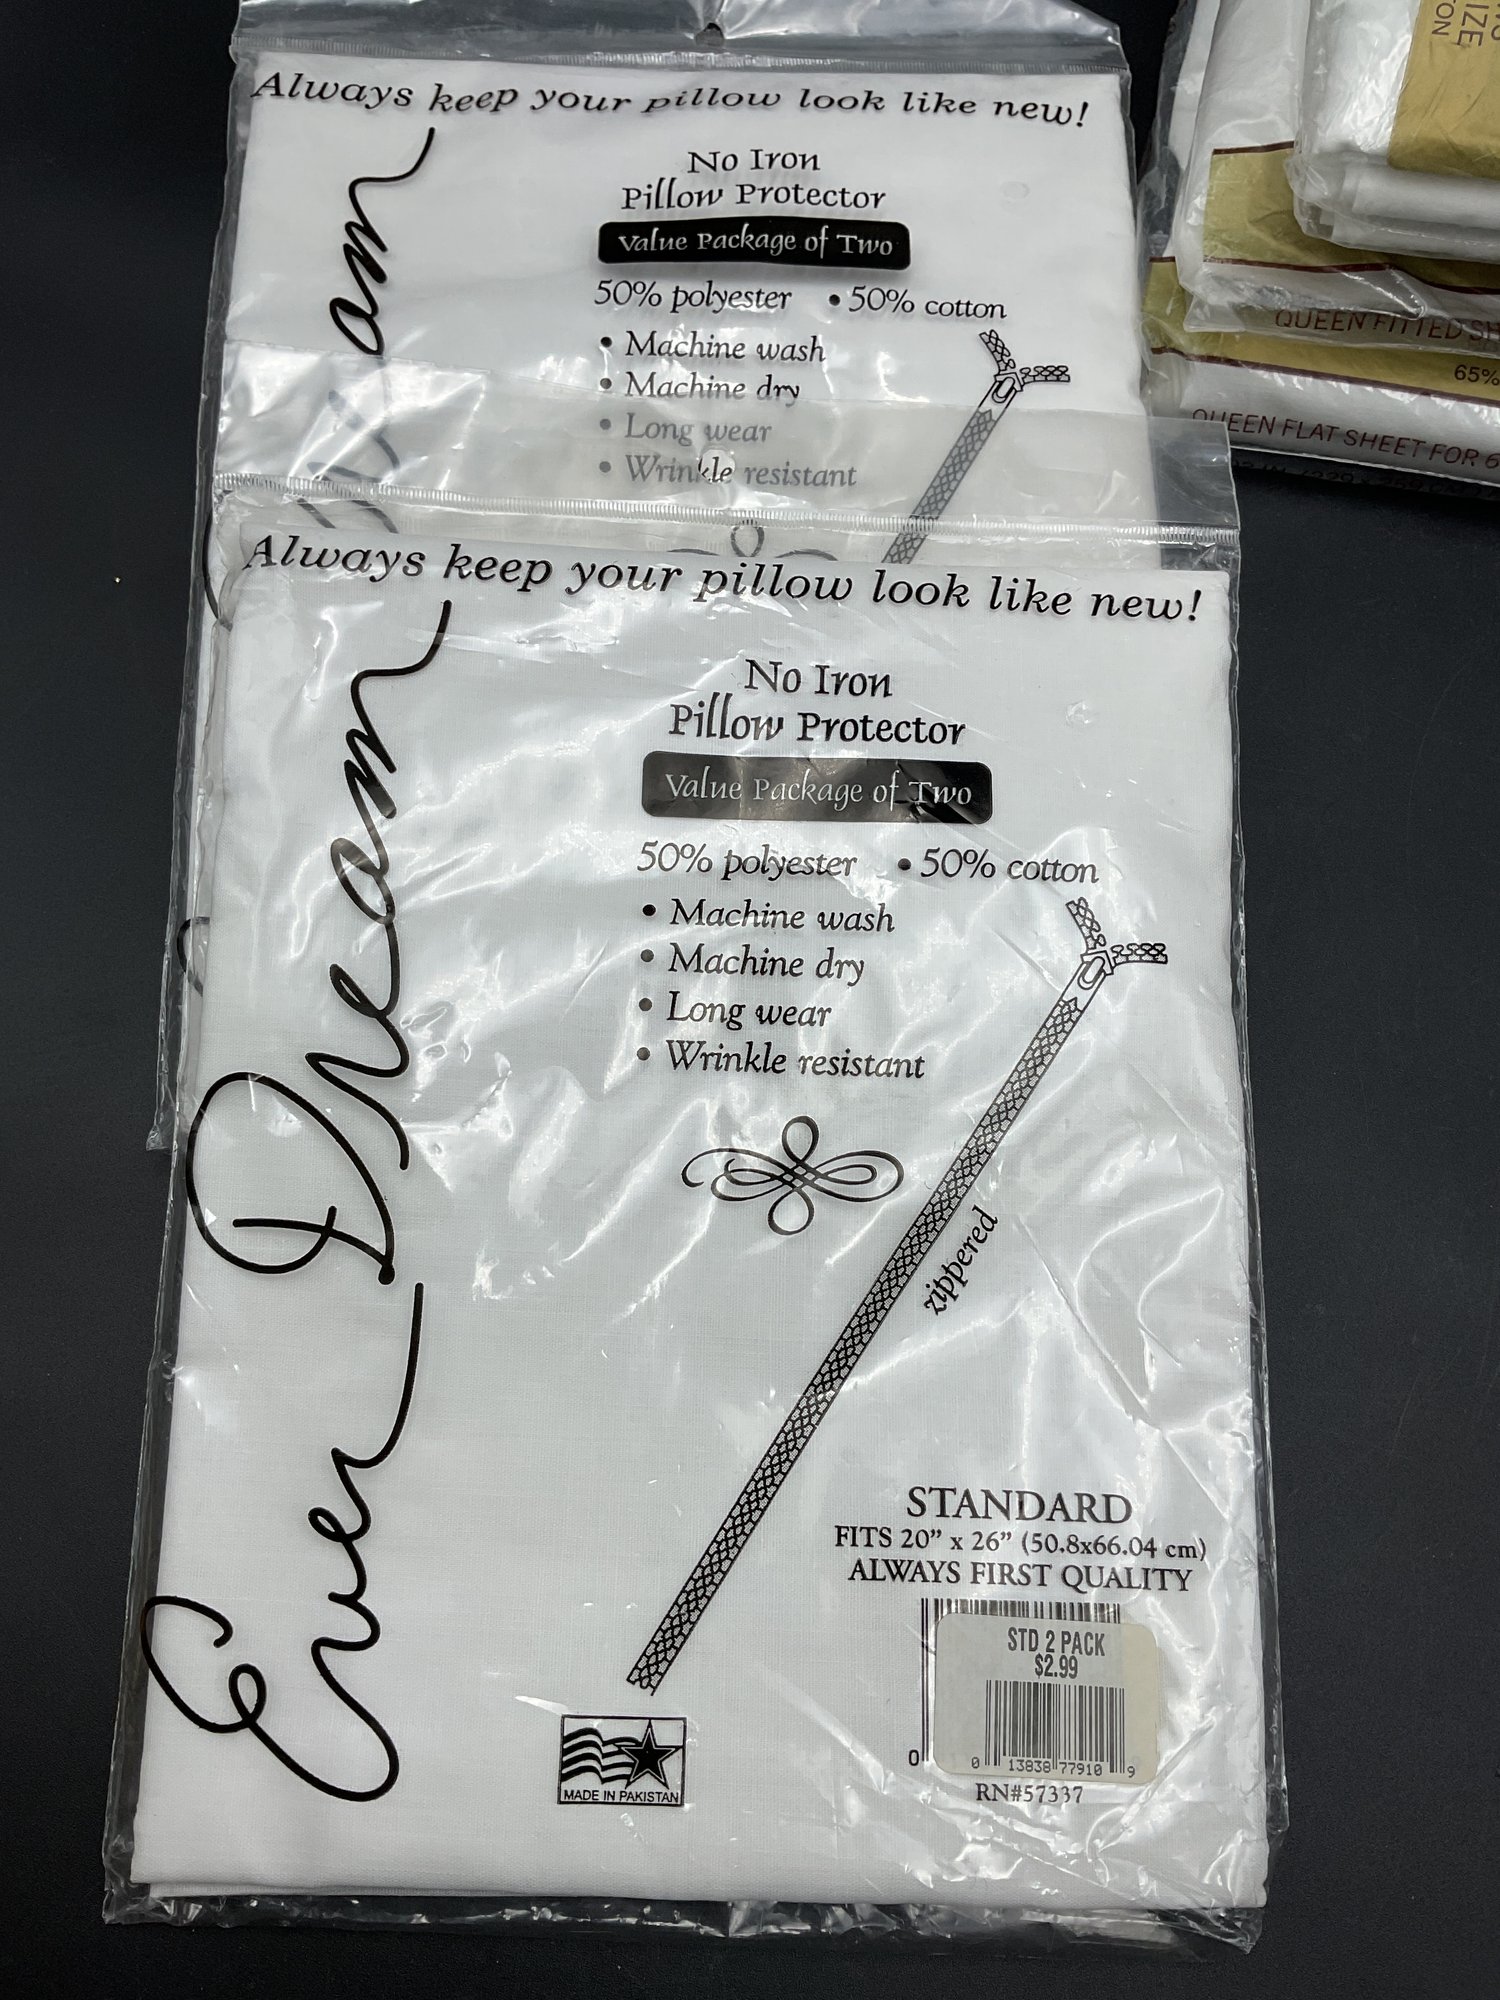 Always keep your pillow look like new!
No Iron
Pillow Protector
Value Package of Two
50% polyester • 50% cotton
• Machine wash
• Machine dry
• Long wear
• Wrinkle resistant
QUEEN FITTED SH
65%
QUEEN FLAT SHEET FOR 6
Always keep your pillow look like new!
No Iron
Pillow Protector
Value Package of Two
50% polyester • 50% cotton
• Machine wash
• Machine dry
• Long wear
• Wrinkle resistant
Ever Dream
zippered
STANDARD
FITS 20" x 26" (50.8x66.04 cm)
ALWAYS FIRST QUALITY
STD 2 PACK
$2.99
0 13838 77910 9
RN#57337
MADE IN PAKISTAN